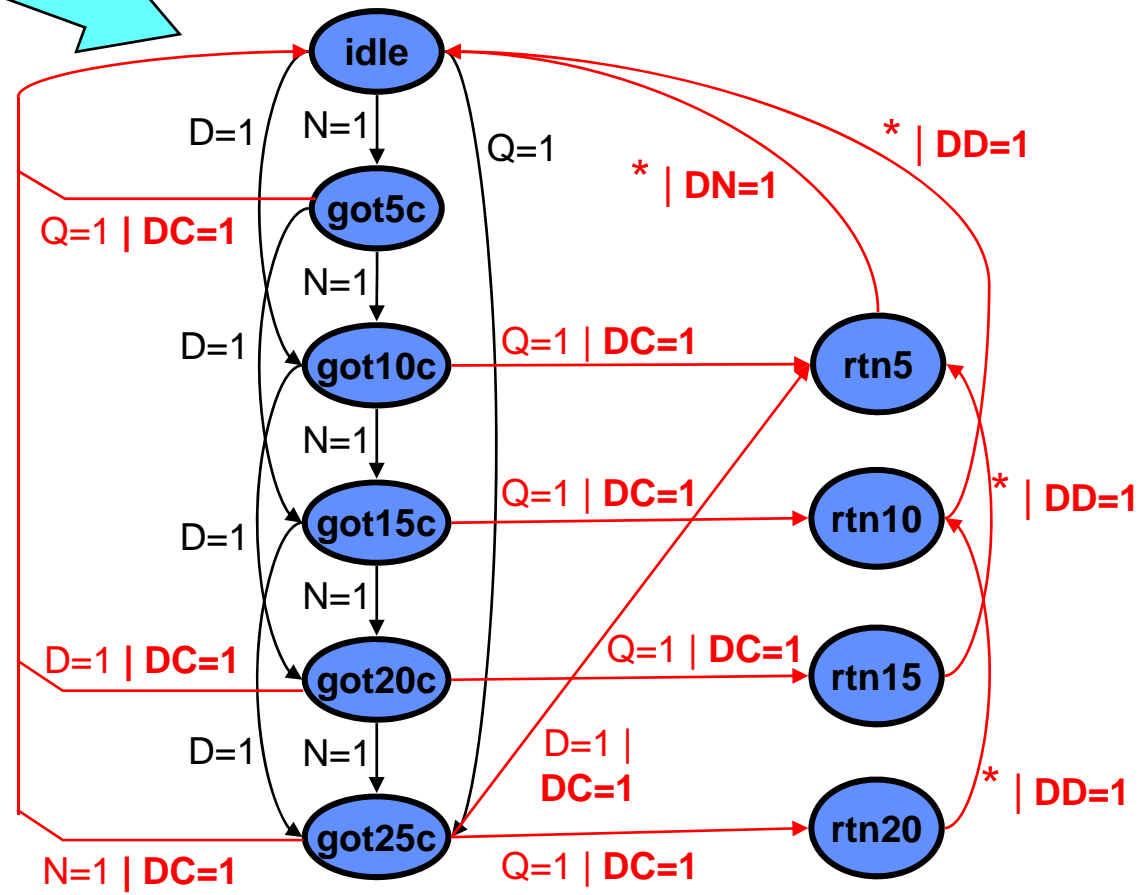 idle
D=1
N=1
Q=1
* | DD=1
* | DN=1
got5c
Q=1 | DC=1
N=1
D=1
Q=1 | DC=1
got10c
rtn5
N=1
Q=1 | DC=1
* | DD=1
got15c
rtn10
D=1
N=1
Q=1 | DC=1
D=1 | DC=1
got20c
rtn15
D=1
N=1
D=1 |
DC=1
* | DD=1
got25c
rtn20
N=1 | DC=1
Q=1 | DC=1